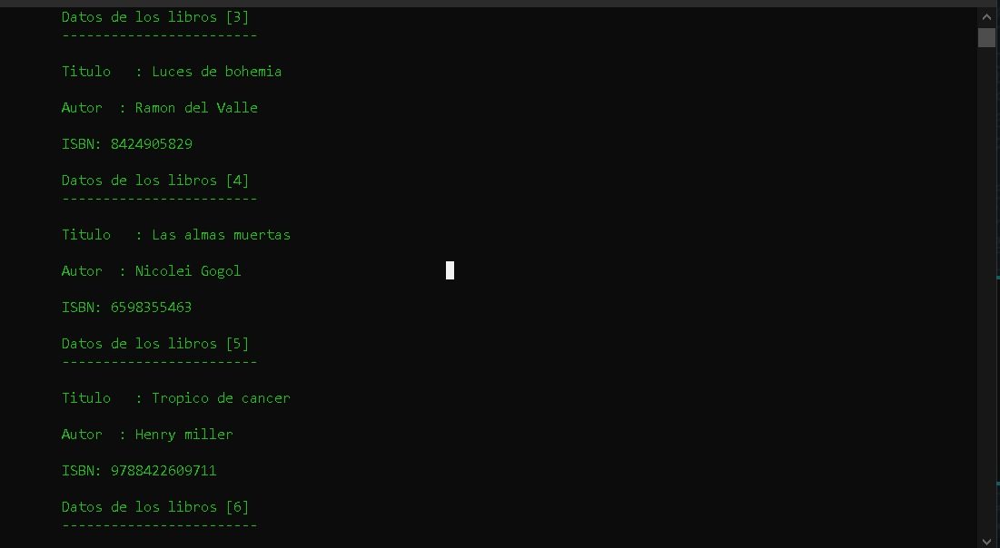 Datos de los libros [3]
------------------------
Titulo   : Luces de bohemia
Autor  : Ramon del Valle
ISBN: 8424905829
Datos de los libros [4]
------------------------
Titulo   : Las almas muertas
Autor  : Nicolei Gogol
ISBN: 6598355463
Datos de los libros [5]
------------------------
Titulo   : Tropico de cancer
Autor  : Henry miller
ISBN: 9788422609711
Datos de los libros [6]
------------------------